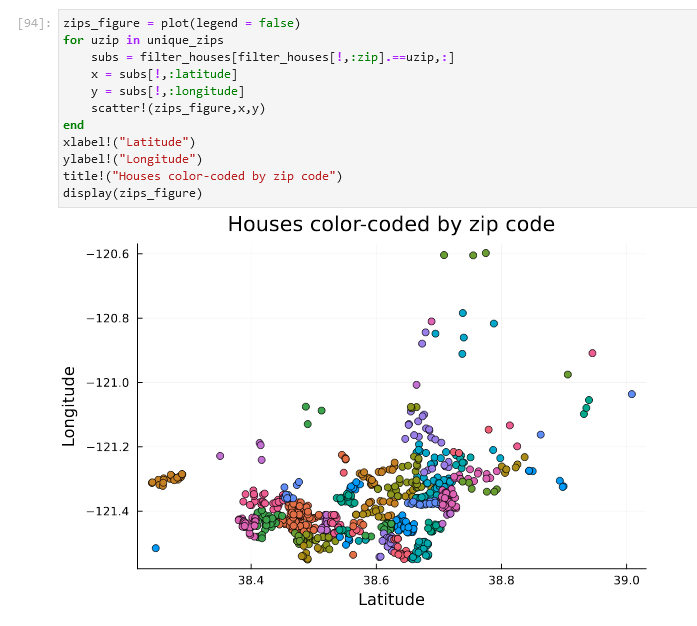 [94]: zips_figure = plot(legend = false)
for uzip in unique_zips
    subs = filter_houses[filter_houses[!,:zip].==uzip,:]
    x = subs[!,:latitude]
    y = subs[!,:longitude]
    scatter!(zips_figure,x,y)
end
xlabel!("Latitude")
ylabel!("Longitude")
title!("Houses color-coded by zip code")
display(zips_figure)
Houses color-coded by zip code
−120.6
−120.8
−121.0
−121.2
−121.4
Longitude
38.4 38.6 38.8 39.0
Latitude